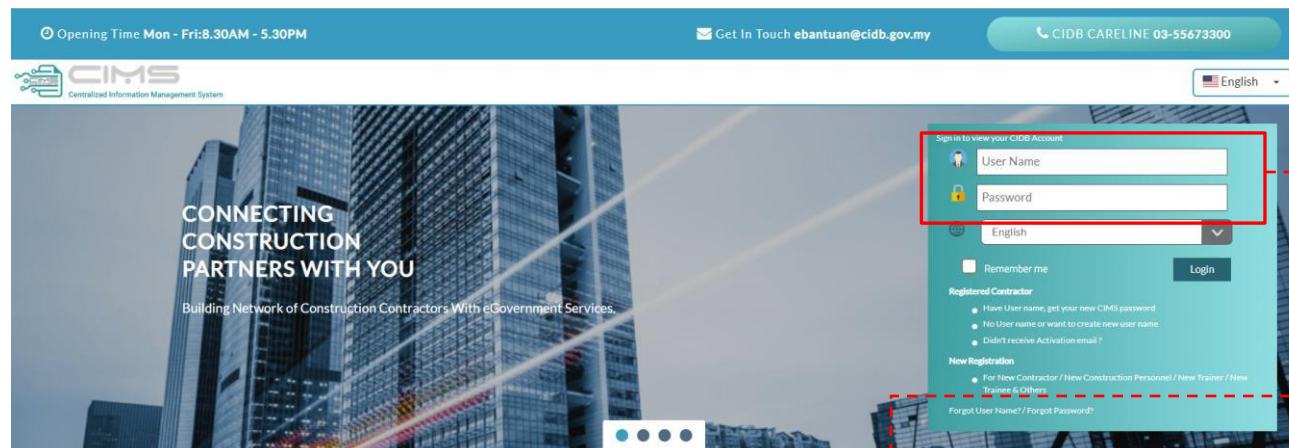 Opening Time Mon - Fri:8.30AM - 5.30PM
Get In Touch ebantuan@cidb.gov.my
CIDB CARELINE 03-55673300
CIMS
Centralized Information Management System
English
CONNECTING
CONSTRUCTION
PARTNERS WITH YOU
Building Network of Construction Contractors With eGovernment Services.
Sign in to view your CIDB Account
User Name
Password
English
Remember me
Login
Registered Contractor
Have User name, get your new CIMS password
No User name or want to create new user name
Didn't receive Activation email ?
New Registration
For New Contractor / New Construction Personnel / New Trainer / New
Trainee & Others
Forgot User Name? / Forgot Password?